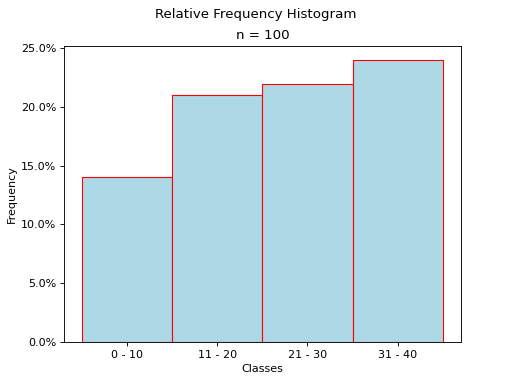 Relative Frequency Histogram
n = 100
25.0%
20.0%
15.0%
10.0%
5.0%
0.0%
Frequency
0 - 10 11 - 20 21 - 30 31 - 40
Classes